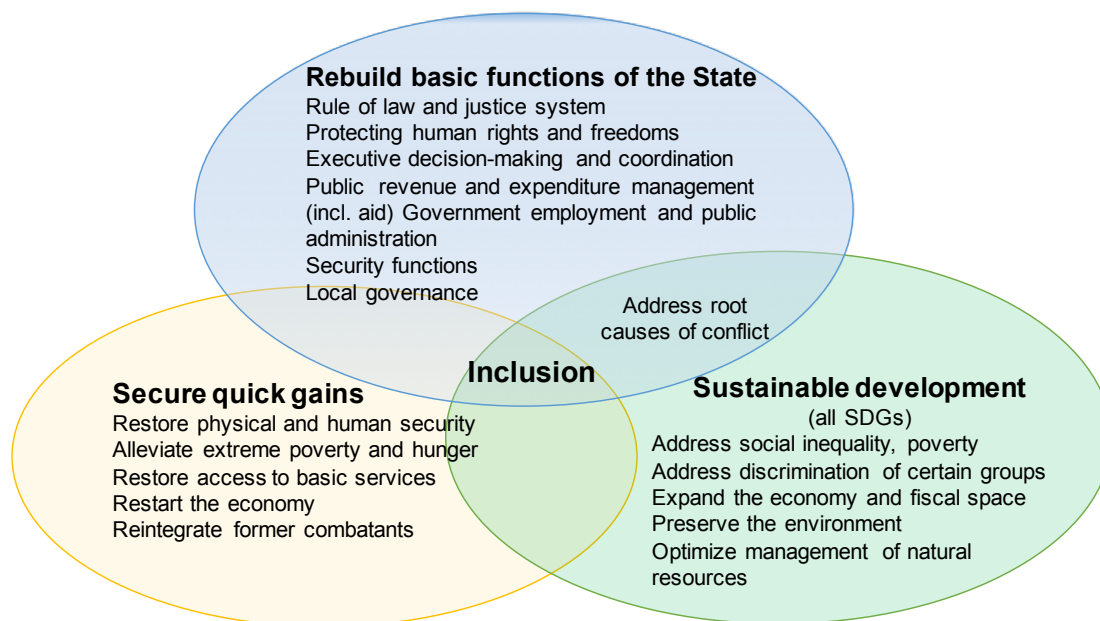 Rebuild basic functions of the State
Rule of law and justice system
Protecting human rights and freedoms
Executive decision-making and coordination
Public revenue and expenditure management
(incl. aid) Government employment and public
administration
Security functions
Local governance
Address root
causes of conflict
Inclusion
Secure quick gains
Restore physical and human security
Alleviate extreme poverty and hunger
Restore access to basic services
Restart the economy
Reintegrate former combatants
Sustainable development
(all SDGs)
Address social inequality, poverty
Address discrimination of certain groups
Expand the economy and fiscal space
Preserve the environment
Optimize management of natural
resources